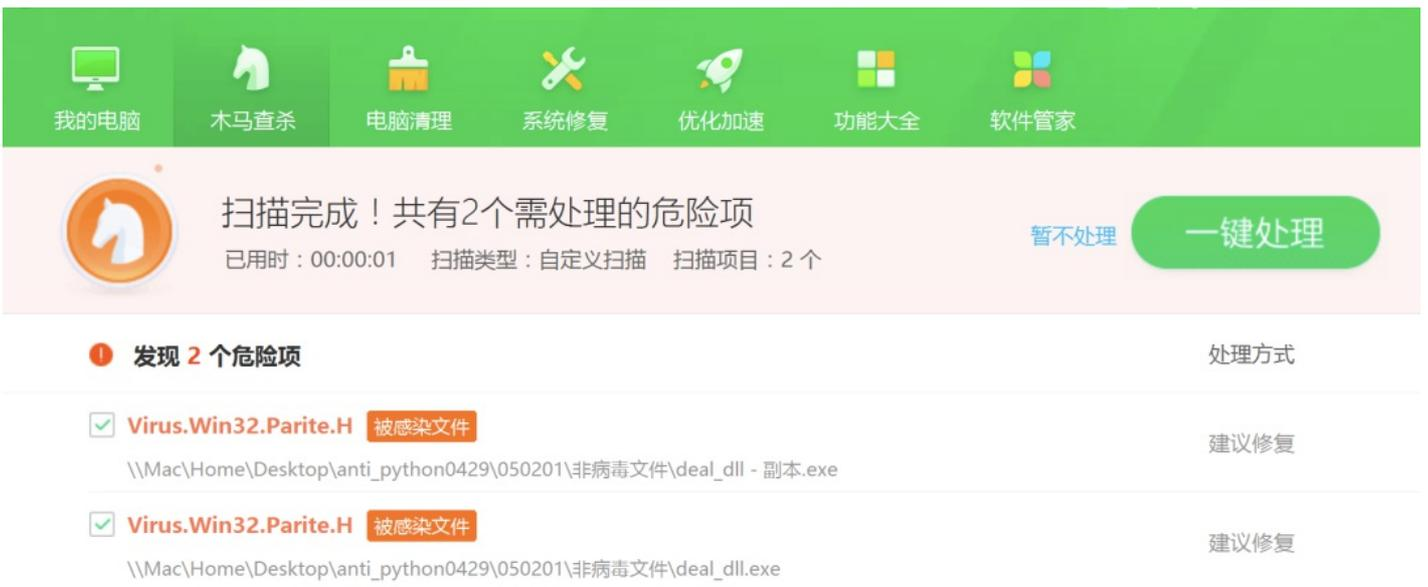 我的电脑 木马查杀 电脑清理 系统修复 优化加速 功能大全 软件管家
扫描完成！共有2个需处理的危险项
已用时：00:00:01 扫描类型：自定义扫描 扫描项目：2 个
暂不处理 一键处理
发现 2 个危险项 处理方式
Virus.Win32.Parite.H 被感染文件
\\Mac\Home\Desktop\anti_python0429\050201\非病毒文件\deal_dll - 副本.exe
建议修复
Virus.Win32.Parite.H 被感染文件
\\Mac\Home\Desktop\anti_python0429\050201\非病毒文件\deal_dll.exe
建议修复